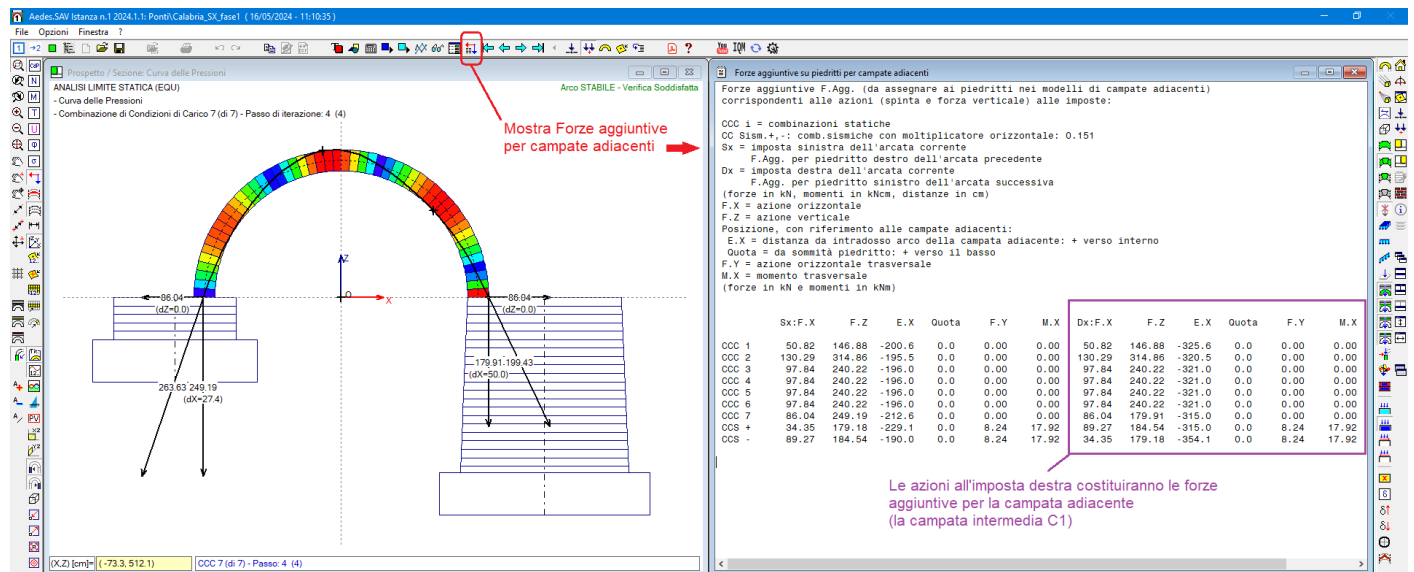 Aedes.SAV Istanza n.1 2024.1.1: Ponti\Calabria_SX_fase1 ( 16/05/2024 - 11:10:35 )
File Opzioni Finestra ?
Prospetto / Sezione: Curva delle Pressioni
ANALISI LIMITE STATICA (EQU)
Arco STABILE - Verifica Soddisfatta
- Curva delle Pressioni
- Combinazione di Condizioni di Carico 7 (di 7) - Passo di iterazione: 4 (4)
Mostra Forze aggiuntive
per campate adiacenti
Z
O
X
86.04
(dZ=0.0)
86.04
(dZ=0.0)
263.63 249.19
(dX=27.4)
179.91 199.43
(dX=50.0)
(X,Z) [cm]= ( -73.3, 512.1)
CCC 7 (di 7) - Passo: 4 (4)
Forze aggiuntive su piedritti per campate adiacenti
Forze aggiuntive F.Agg. (da assegnare ai piedritti nei modelli di campate adiacenti)
corrispondenti alle azioni (spinta e forza verticale) alle imposte:
CCC i = combinazioni statiche
CC Sism.+,-: comb.sismiche con moltiplicatore orizzontale: 0.151
Sx = imposta sinistra dell'arcata corrente
F.Agg. per piedritto destro dell'arcata precedente
Dx = imposta destra dell'arcata corrente
F.Agg. per piedritto sinistro dell'arcata successiva
(forze in kN, momenti in kNcm, distanze in cm)
F.X = azione orizzontale
F.Z = azione verticale
Posizione, con riferimento alle campate adiacenti:
E.X = distanza da intradosso arco della campata adiacente: + verso interno
Quota = da sommità piedritto: + verso il basso
F.Y = azione orizzontale trasversale
M.X = momento trasversale
(forze in kN e momenti in kNm)
Sx:F.X F.Z E.X Quota F.Y M.X Dx:F.X F.Z E.X Quota F.Y M.X
CCC 1 50.82 146.88 -200.6 0.0 0.00 0.00 50.82 146.88 -325.6 0.0 0.00 0.00
CCC 2 130.29 314.86 -195.5 0.0 0.00 0.00 130.29 314.86 -320.5 0.0 0.00 0.00
CCC 3 97.84 240.22 -196.0 0.0 0.00 0.00 97.84 240.22 -321.0 0.0 0.00 0.00
CCC 4 97.84 240.22 -196.0 0.0 0.00 0.00 97.84 240.22 -321.0 0.0 0.00 0.00
CCC 5 97.84 240.22 -196.0 0.0 0.00 0.00 97.84 240.22 -321.0 0.0 0.00 0.00
CCC 6 97.84 240.22 -196.0 0.0 0.00 0.00 97.84 240.22 -321.0 0.0 0.00 0.00
CCC 7 86.04 249.19 -212.6 0.0 0.00 0.00 86.04 179.91 -315.0 0.0 0.00 0.00
CCS + 34.35 179.18 -229.1 0.0 8.24 17.92 89.27 184.54 -315.0 0.0 8.24 17.92
CCS - 89.27 184.54 -190.0 0.0 8.24 17.92 34.35 179.18 -354.1 0.0 8.24 17.92
Le azioni all'imposta destra costituiranno le forze
aggiuntive per la campata adiacente
(la campata intermedia C1)